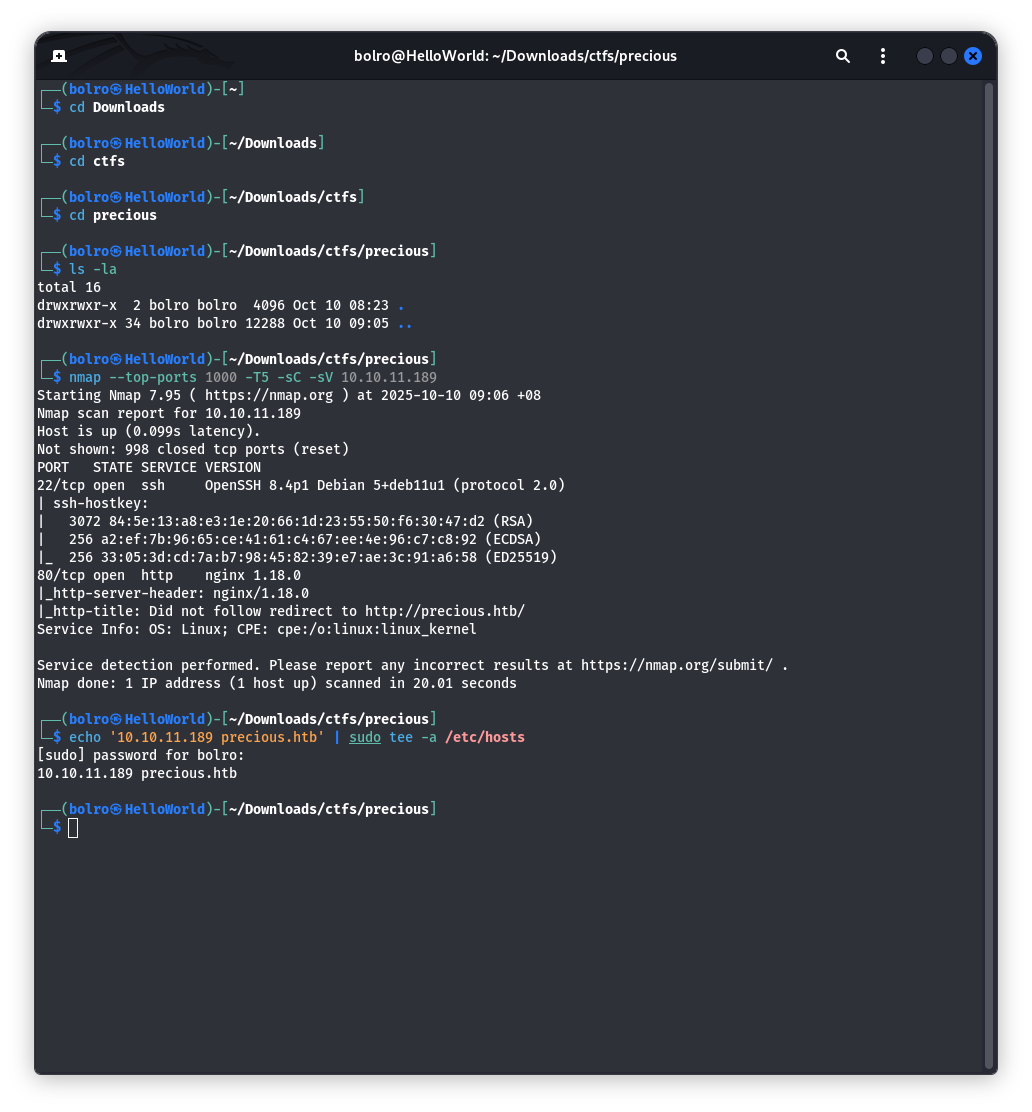 bolro@HelloWorld: ~/Downloads/ctfs/precious
┌──(bolro㉿HelloWorld)-[~]
└─$ cd Downloads
┌──(bolro㉿HelloWorld)-[~/Downloads]
└─$ cd ctfs
┌──(bolro㉿HelloWorld)-[~/Downloads/ctfs]
└─$ cd precious
┌──(bolro㉿HelloWorld)-[~/Downloads/ctfs/precious]
└─$ ls -la
total 16
drwxrwxr-x  2 bolro bolro  4096 Oct 10 08:23 .
drwxrwxr-x 34 bolro bolro 12288 Oct 10 09:05 ..
┌──(bolro㉿HelloWorld)-[~/Downloads/ctfs/precious]
└─$ nmap --top-ports 1000 -T5 -sC -sV 10.10.11.189
Starting Nmap 7.95 ( https://nmap.org ) at 2025-10-10 09:06 +08
Nmap scan report for 10.10.11.189
Host is up (0.099s latency).
Not shown: 998 closed tcp ports (reset)
PORT   STATE SERVICE VERSION
22/tcp open  ssh     OpenSSH 8.4p1 Debian 5+deb11u1 (protocol 2.0)
| ssh-hostkey:
|   3072 84:5e:13:a8:e3:1e:20:66:1d:23:55:50:f6:30:47:d2 (RSA)
|   256 a2:ef:7b:96:65:ce:41:61:c4:67:ee:4e:96:c7:c8:92 (ECDSA)
|_  256 33:05:3d:cd:7a:b7:98:45:82:39:e7:ae:3c:91:a6:58 (ED25519)
80/tcp open  http    nginx 1.18.0
|_http-server-header: nginx/1.18.0
|_http-title: Did not follow redirect to http://precious.htb/
Service Info: OS: Linux; CPE: cpe:/o:linux:linux_kernel
Service detection performed. Please report any incorrect results at https://nmap.org/submit/ .
Nmap done: 1 IP address (1 host up) scanned in 20.01 seconds
┌──(bolro㉿HelloWorld)-[~/Downloads/ctfs/precious]
└─$ echo '10.10.11.189 precious.htb' | sudo tee -a /etc/hosts
[sudo] password for bolro:
10.10.11.189 precious.htb
┌──(bolro㉿HelloWorld)-[~/Downloads/ctfs/precious]
└─$